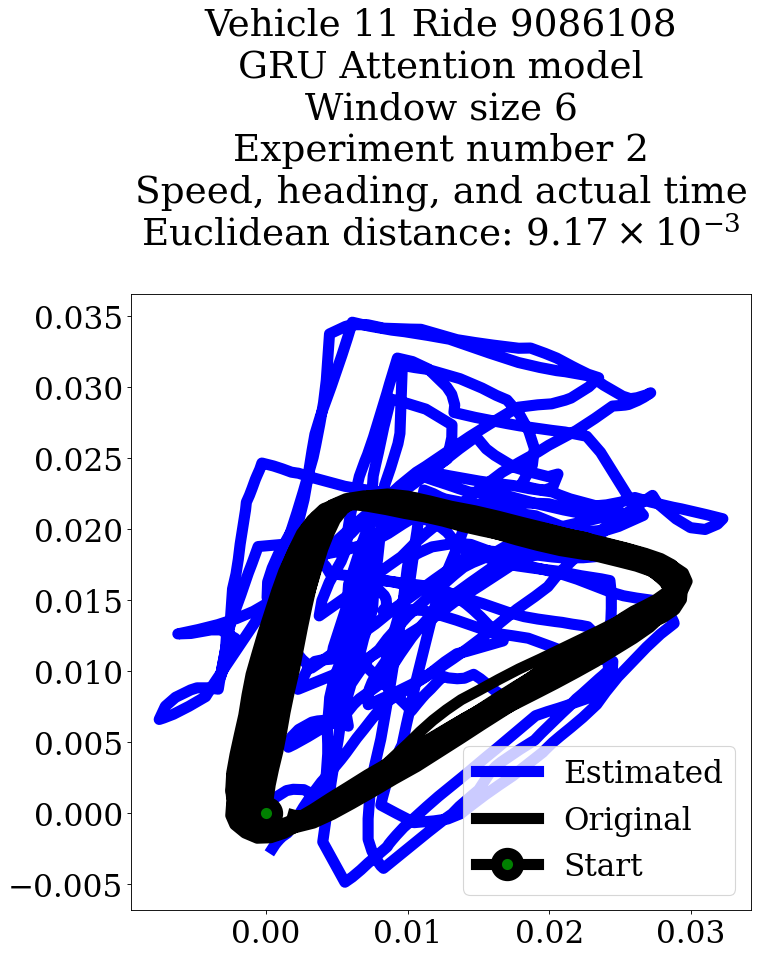 Vehicle 11 Ride 9086108
GRU Attention model
Window size 6
Experiment number 2
Speed, heading, and actual time
Euclidean distance: 9.17 × 10⁻³
0.035
0.030
0.025
0.020
0.015
0.010
0.005
0.000
−0.005
Estimated
Original
Start
0.00 0.01 0.02 0.03